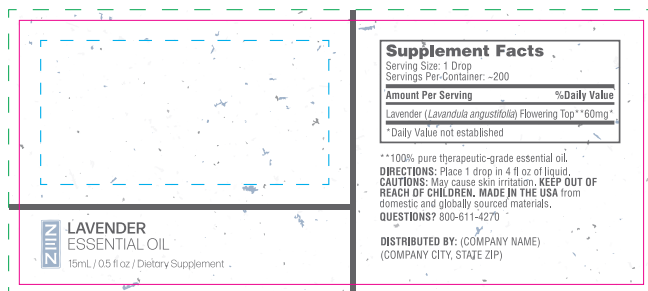 ZEN
LAVENDER
ESSENTIAL OIL
15mL / 0.5 fl oz / Dietary Supplement
Supplement Facts
Serving Size: 1 Drop
Servings Per-Container: ~200
Amount Per Serving %Daily Value
Lavender (Lavandula angustifolia) Flowering Top**60mg*
*Daily Value not established
**100% pure therapeutic-grade essential oil.
DIRECTIONS: Place 1 drop in 4 fl oz of liquid.
CAUTIONS: May cause skin irritation. KEEP OUT OF
REACH OF CHILDREN. MADE IN THE USA from
domestic and globally sourced materials.
QUESTIONS? 800-611-4270
DISTRIBUTED BY: (COMPANY NAME)
(COMPANY CITY, STATE ZIP)